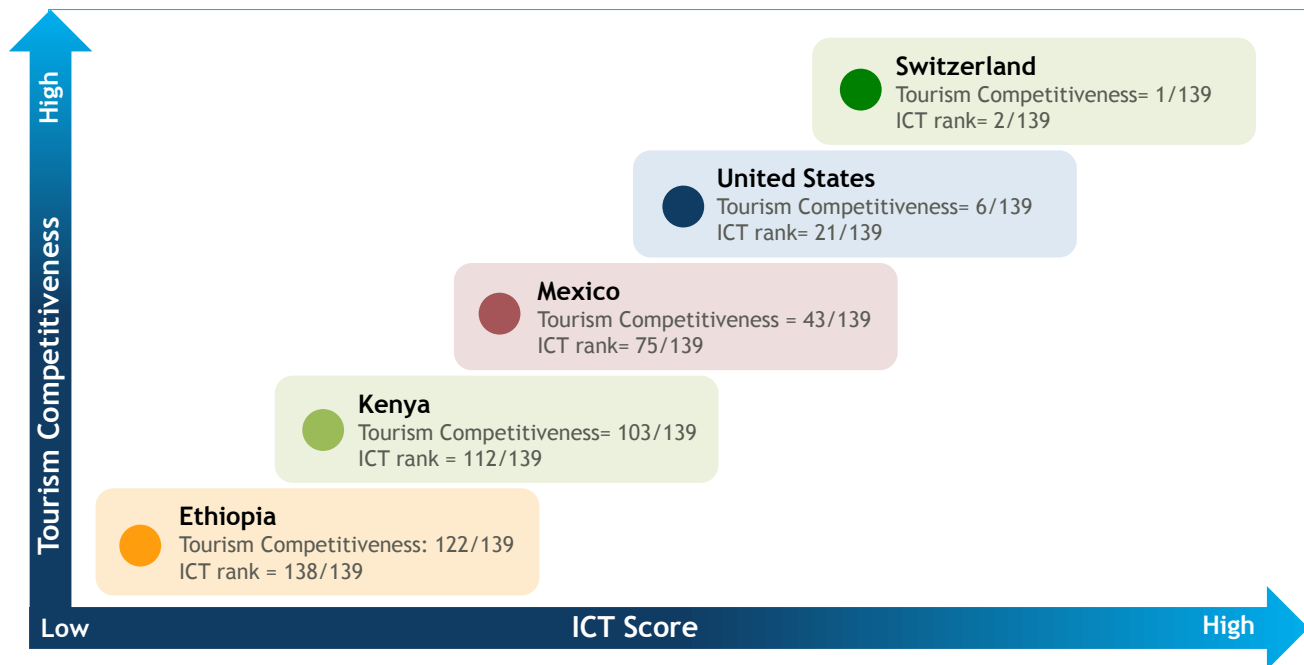 High
Tourism Competitiveness
Switzerland
Tourism Competitiveness= 1/139
ICT rank= 2/139
United States
Tourism Competitiveness= 6/139
ICT rank= 21/139
Mexico
Tourism Competitiveness = 43/139
ICT rank= 75/139
Kenya
Tourism Competitiveness= 103/139
ICT rank = 112/139
Ethiopia
Tourism Competitiveness: 122/139
ICT rank = 138/139
Low
ICT Score
High